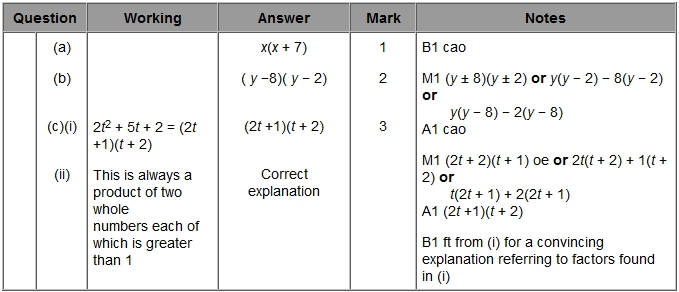 Question Working Answer Mark Notes
(a) x(x + 7) 1 B1 cao
(b) ( y –8)( y – 2) 2 M1 (y ± 8)(y ± 2) or y(y – 2) – 8(y – 2)
or
y(y – 8) – 2(y – 8)
(c)(i) 2t² + 5t + 2 = (2t (2t +1)(t + 2) 3 A1 cao
+1)(t + 2)
M1 (2t + 2)(t + 1) oe or 2t(t + 2) + 1(t +
(ii) This is always a Correct 2) or
product of two explanation t(2t + 1) + 2(2t + 1)
whole
numbers each of A1 (2t +1)(t + 2)
which is greater
than 1 B1 ft from (i) for a convincing
explanation referring to factors found
in (i)